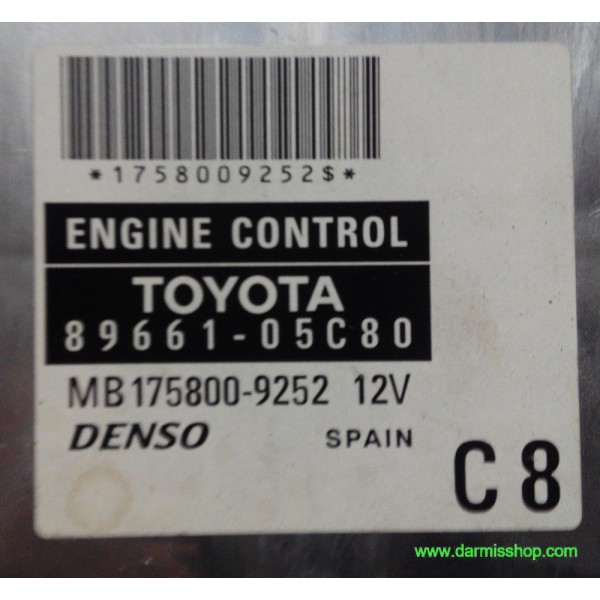 *1758009252$*
ENGINE CONTROL
TOYOTA
89661-05C80
MB175800-9252 12V
DENSO SPAIN
C8
www.darmisshop.com